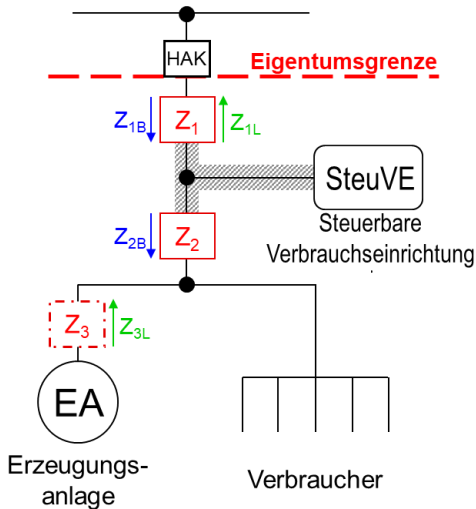 HAK
Eigentumsgrenze
Z1B
Z1
Z1L
SteuVE
Steuerbare
Verbrauchseinrichtung
Z2B
Z2
Z3
Z3L
EA
Erzeugungs-
anlage
Verbraucher